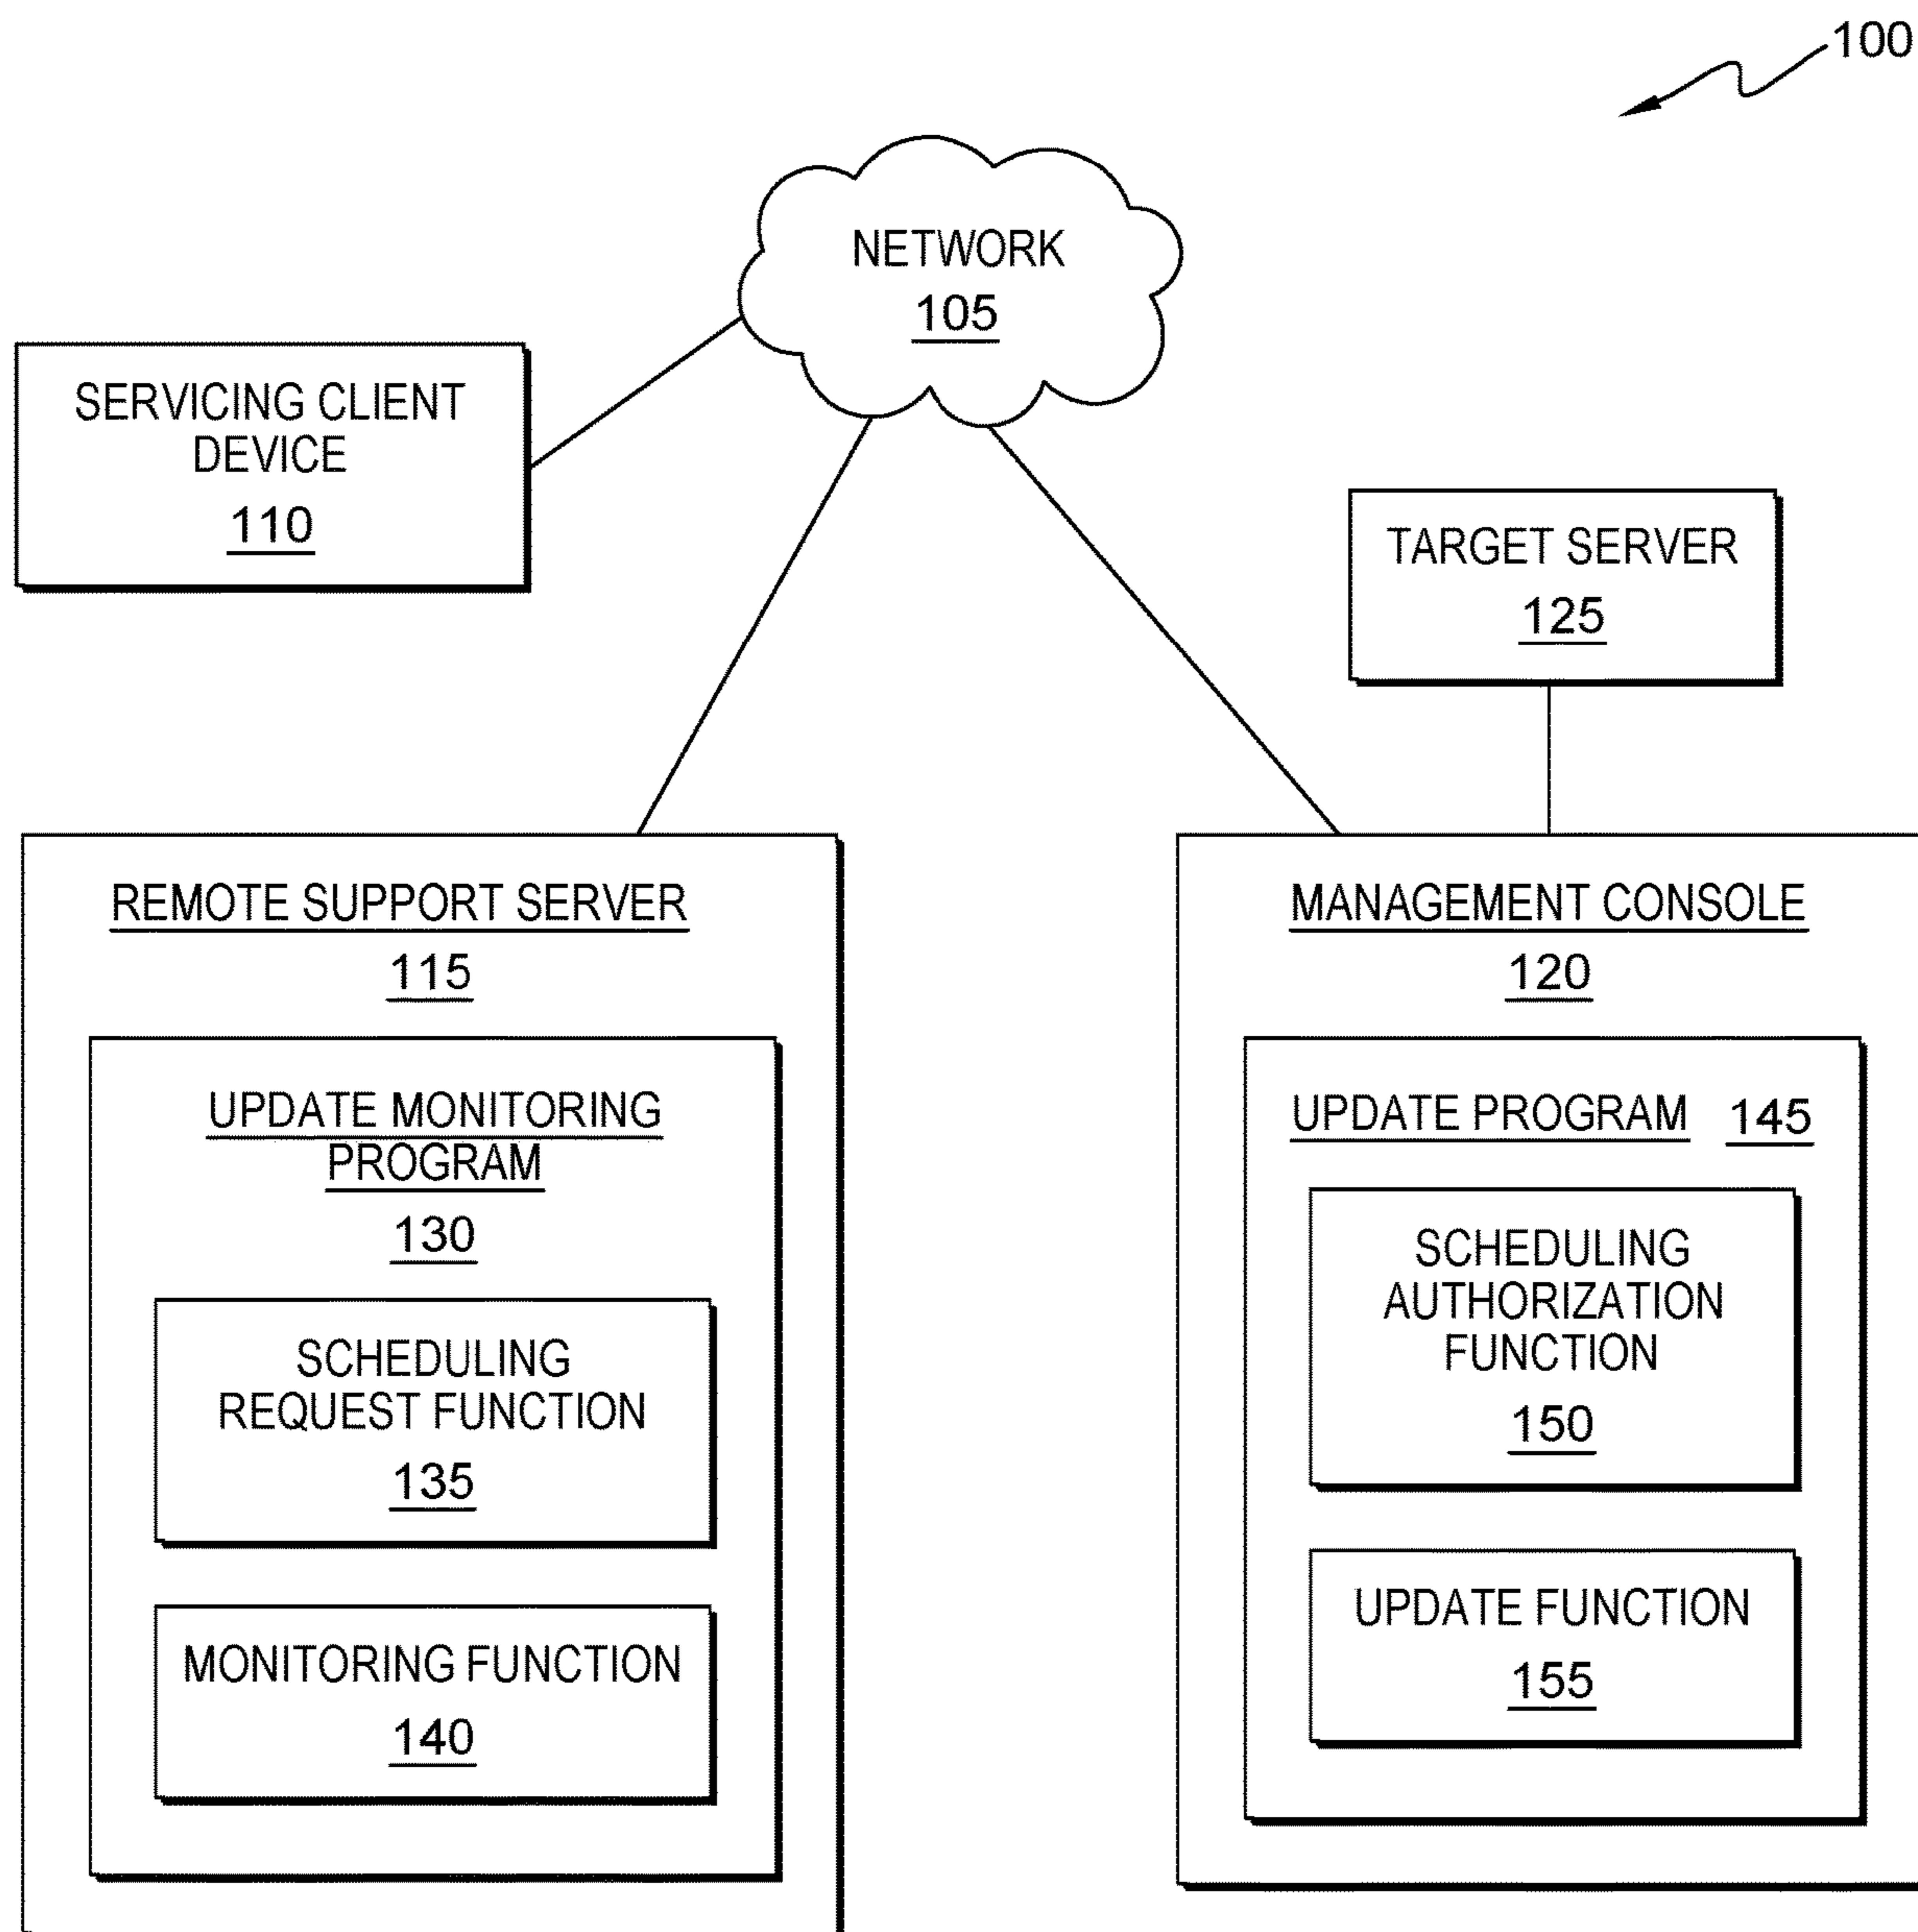 100
NETWORK
105
SERVICING CLIENT
DEVICE
110
TARGET SERVER
125
REMOTE SUPPORT SERVER
115
UPDATE MONITORING
PROGRAM
130
SCHEDULING
REQUEST FUNCTION
135
MONITORING FUNCTION
140
MANAGEMENT CONSOLE
120
UPDATE PROGRAM 145
SCHEDULING
AUTHORIZATION
FUNCTION
150
UPDATE FUNCTION
155